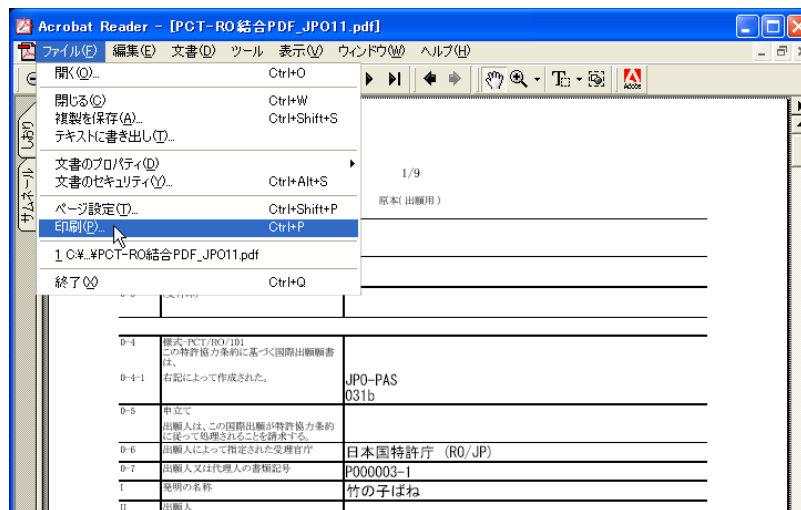 Acrobat Reader - [PCT-RO結合PDF_JPO11.pdf]
ファイル(F) 編集(E) 文書(D) ツール 表示(V) ウィンドウ(W) ヘルプ(H)
開く(O)... Ctrl+O
閉じる(C) Ctrl+W
複製を保存(A)... Ctrl+Shift+S
テキストに書き出し(T)...
文書のプロパティ(D)
文書のセキュリティ(Y)... Ctrl+Alt+S
ページ設定(T)... Ctrl+Shift+P
印刷(P)... Ctrl+P
1 C:¥...¥PCT-RO結合PDF_JPO11.pdf
終了(X) Ctrl+Q
Adobe
しおり
サムネール
1/9
原本(出願用)
0-4 様式-PCT/RO/101
この特許協力条約に基づく国際出願願書
は、
0-4-1 右記によって作成された。 JPO-PAS
031b
0-5 申立て
出願人は、この国際出願が特許協力条約
に従って処理されることを請求する。
0-6 出願人によって指定された受理官庁 日本国特許庁 (RO/JP)
0-7 出願人又は代理人の書類記号 P000003-1
I 発明の名称 竹の子ばね
II 出願人